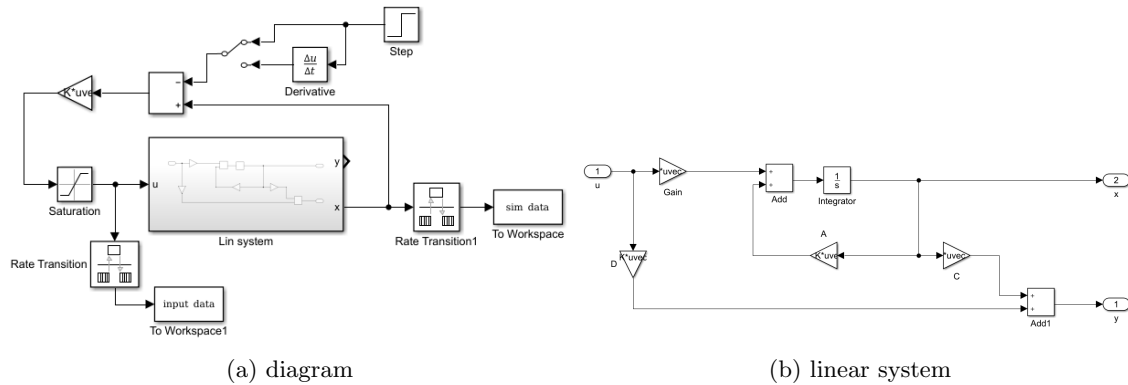 Step
Δu
Δt
Derivative
−
+
K*uve
u
y
x
Lin system
Saturation
Rate Transition1
sim data
To Workspace
Rate Transition
input data
To Workspace1
(a) diagram
1
u
*uvec
Gain
+
+
Add
1
s
Integrator
2
x
A
K*uve
D
K*uvec
*uvec
C
+
+
Add1
1
y
(b) linear system